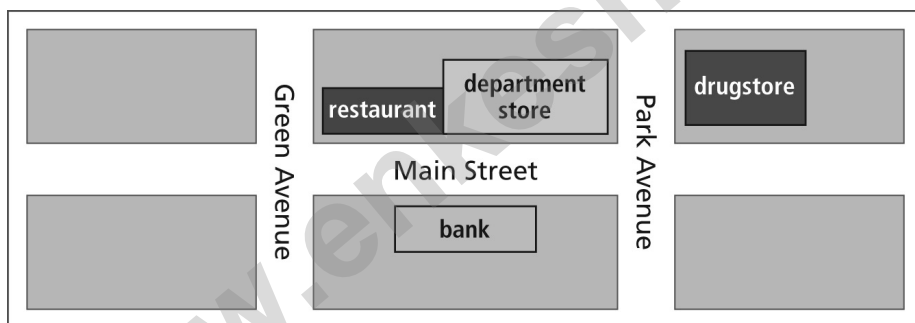 restaurant
department
store
drugstore
Green Avenue
Main Street
Park Avenue
bank